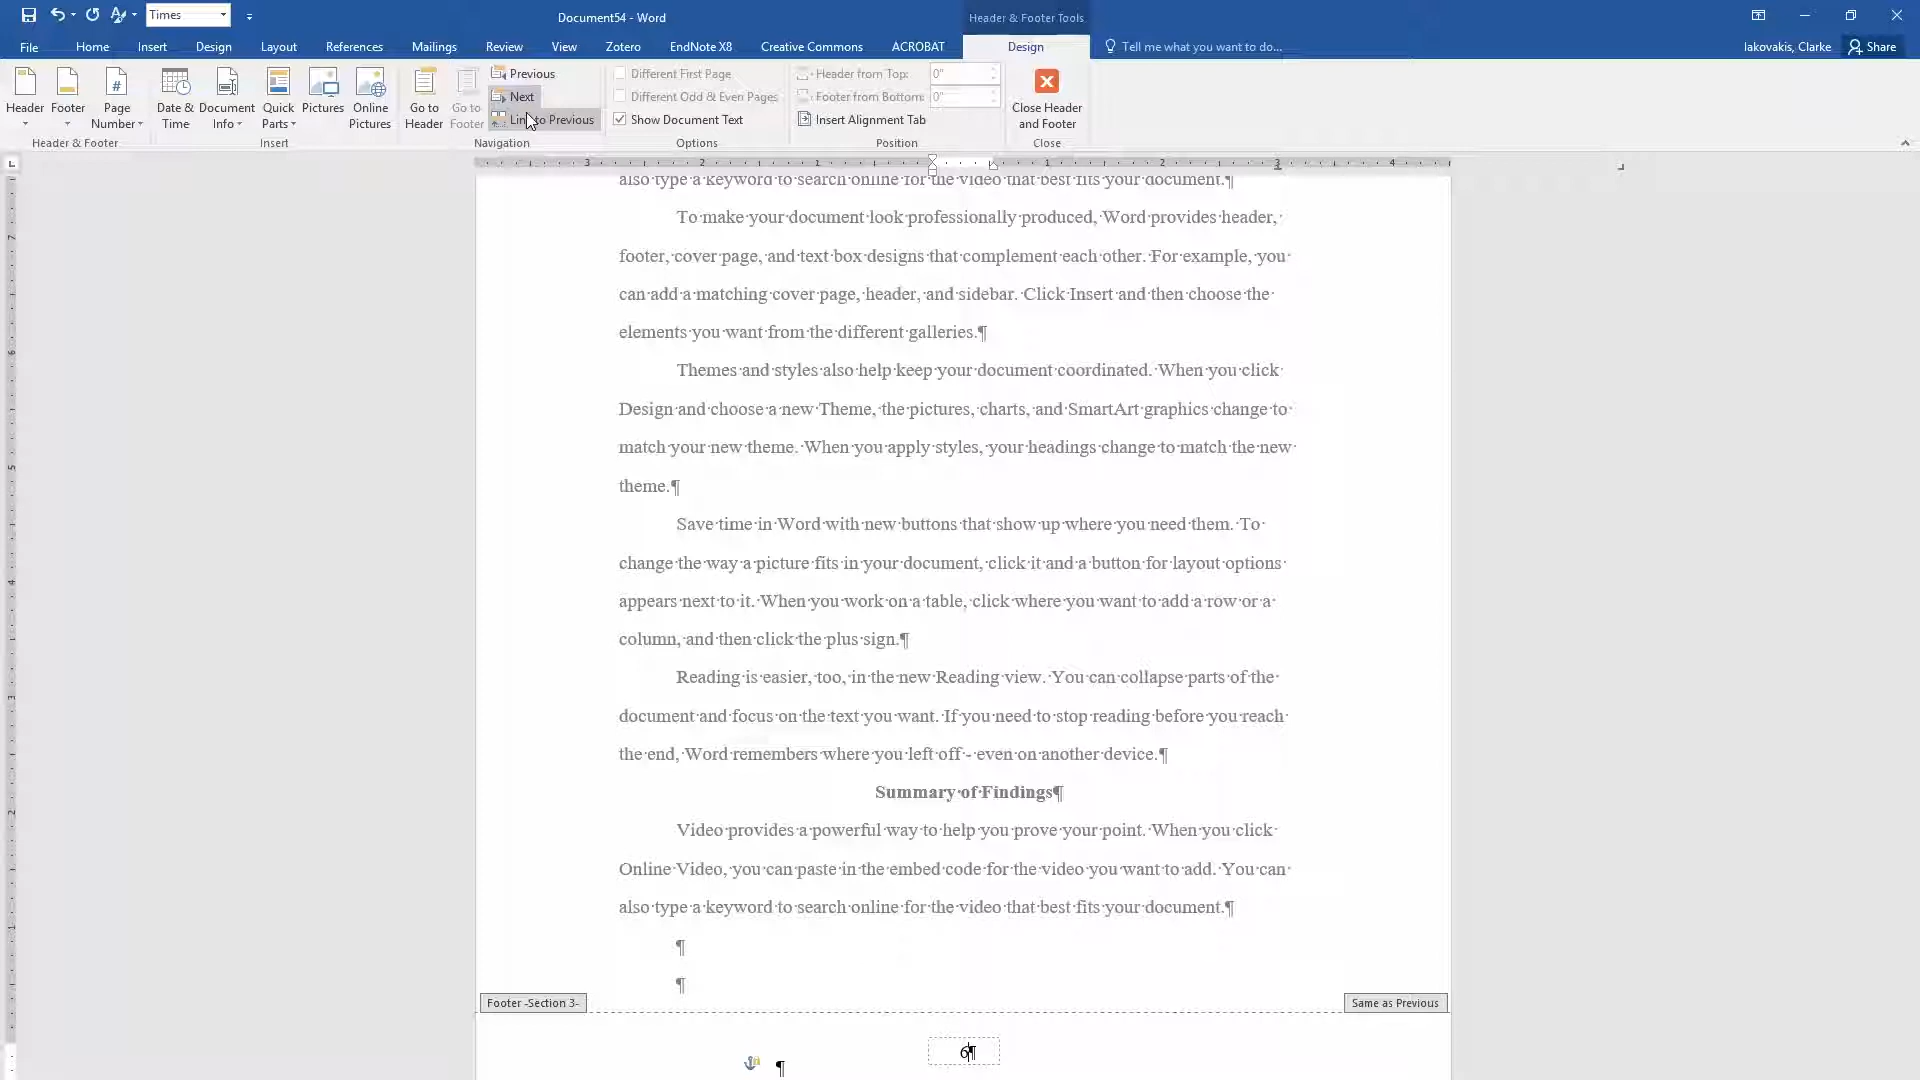 Times
Document54 - Word
Header & Footer Tools
File Home Insert Design Layout References Mailings Review View Zotero EndNote X8 Creative Commons ACROBAT Design Tell me what you want to do... Iakovakis, Clarke Share
Header
Footer
Page Number
Date & Time
Document Info
Quick Parts
Pictures
Online Pictures
Go to Header
Go to Footer
Previous
Next
Link to Previous
Different First Page
Different Odd & Even Pages
Show Document Text
Header from Top: 0"
Footer from Bottom: 0"
Insert Alignment Tab
Close Header and Footer
Header & Footer Insert Navigation Options Position Close
3 2 1 1 2 3 4
also·type·a·keyword·to·search·online·for·the·video·that·best·fits·your·document.¶
To·make·your·document·look·professionally·produced,·Word·provides·header,·
footer,·cover·page,·and·text·box·designs·that·complement·each·other.·For·example,·you·
can·add·a·matching·cover·page,·header,·and·sidebar.·Click·Insert·and·then·choose·the·
elements·you·want·from·the·different·galleries.¶
Themes·and·styles·also·help·keep·your·document·coordinated.·When·you·click·
Design·and·choose·a·new·Theme,·the·pictures,·charts,·and·SmartArt·graphics·change·to·
match·your·new·theme.·When·you·apply·styles,·your·headings·change·to·match·the·new·
theme.¶
Save·time·in·Word·with·new·buttons·that·show·up·where·you·need·them.·To·
change·the·way·a·picture·fits·in·your·document,·click·it·and·a·button·for·layout·options·
appears·next·to·it.·When·you·work·on·a·table,·click·where·you·want·to·add·a·row·or·a·
column,·and·then·click·the·plus·sign.¶
Reading·is·easier,·too,·in·the·new·Reading·view.·You·can·collapse·parts·of·the·
document·and·focus·on·the·text·you·want.·If·you·need·to·stop·reading·before·you·reach·
the·end,·Word·remembers·where·you·left·off·-·even·on·another·device.¶
Summary·of·Findings¶
Video·provides·a·powerful·way·to·help·you·prove·your·point.·When·you·click·
Online·Video,·you·can·paste·in·the·embed·code·for·the·video·you·want·to·add.·You·can·
also·type·a·keyword·to·search·online·for·the·video·that·best·fits·your·document.¶
¶
¶
Footer -Section 3- Same as Previous
6¶
¶